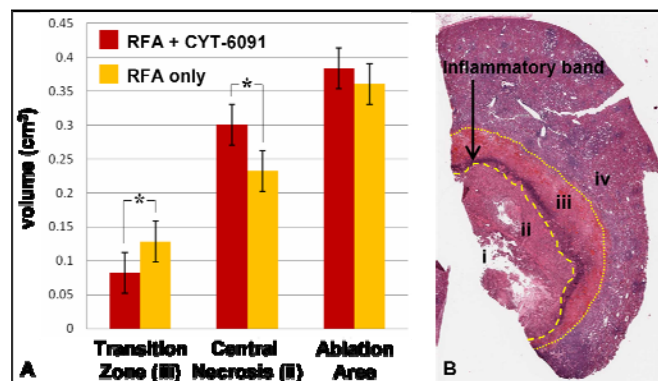 0.45
0.4
0.35
0.3
0.25
0.2
0.15
0.1
0.05
0
volume (cm³)
RFA + CYT-6091
RFA only
*
*
Transition
Zone (iii)
Central
Necrosis (ii)
Ablation
Area
A
Inflammatory band
i
ii
iii
iv
B